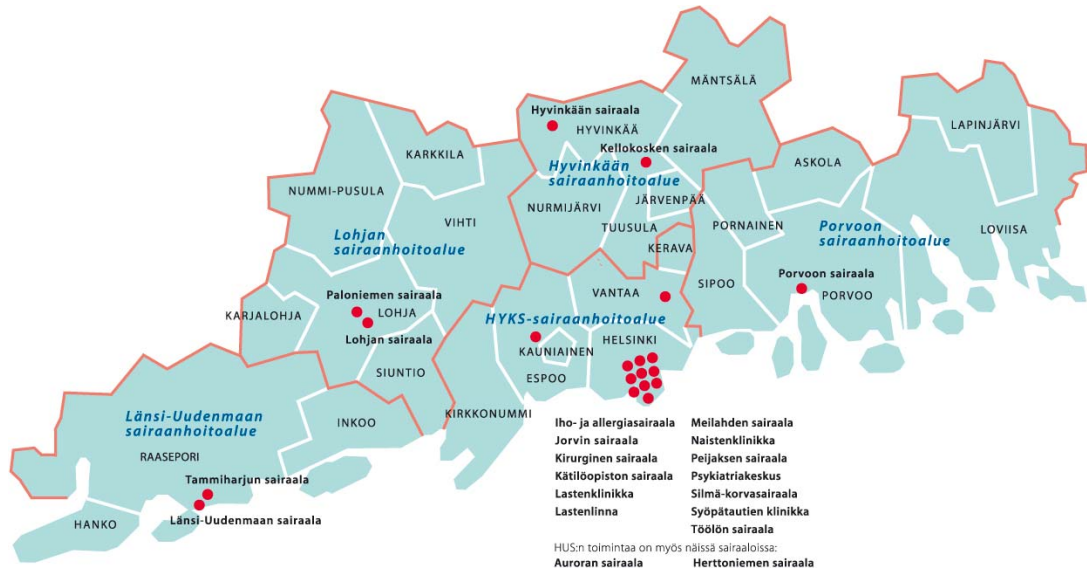 MÄNTSÄLÄ
Hyvinkään sairaala
HYVINKÄÄ
LAPINJÄRVI
KARKKILA
Kellokosken sairaala
ASKOLA
Hyvinkään
sairaanhoitoalue
NUMMI-PUSULA
JÄRVENPÄÄ
NURMIJÄRVI
VIHTI
PORNAINEN
TUUSULA
Porvoon
sairaanhoitoalue
LOVIISA
Lohjan
sairaanhoitoalue
KERAVA
Porvoon sairaala
SIPOO
VANTAA
PORVOO
Paloniemen sairaala
KARJALOHJA
LOHJA
HYKS-sairaanhoitoalue
Lohjan sairaala
HELSINKI
KAUNIAINEN
SIUNTIO
ESPOO
Länsi-Uudenmaan
sairaanhoitoalue
INKOO
KIRKKONUMMI
RAASEPORI
Tammiharjun sairaala
HANKO
Länsi-Uudenmaan sairaala
Iho- ja allergiasairaala
Jorvin sairaala
Kirurginen sairaala
Kätilöopiston sairaala
Lastenklinikka
Lastenlinna
Meilahden sairaala
Naistenklinikka
Peijaksen sairaala
Psykiatriakeskus
Silmä-korvasairaala
Syöpätautien klinikka
Töölön sairaala
HUS:n toimintaa on myös näissä sairaaloissa:
Auroran sairaala Herttoniemen sairaala